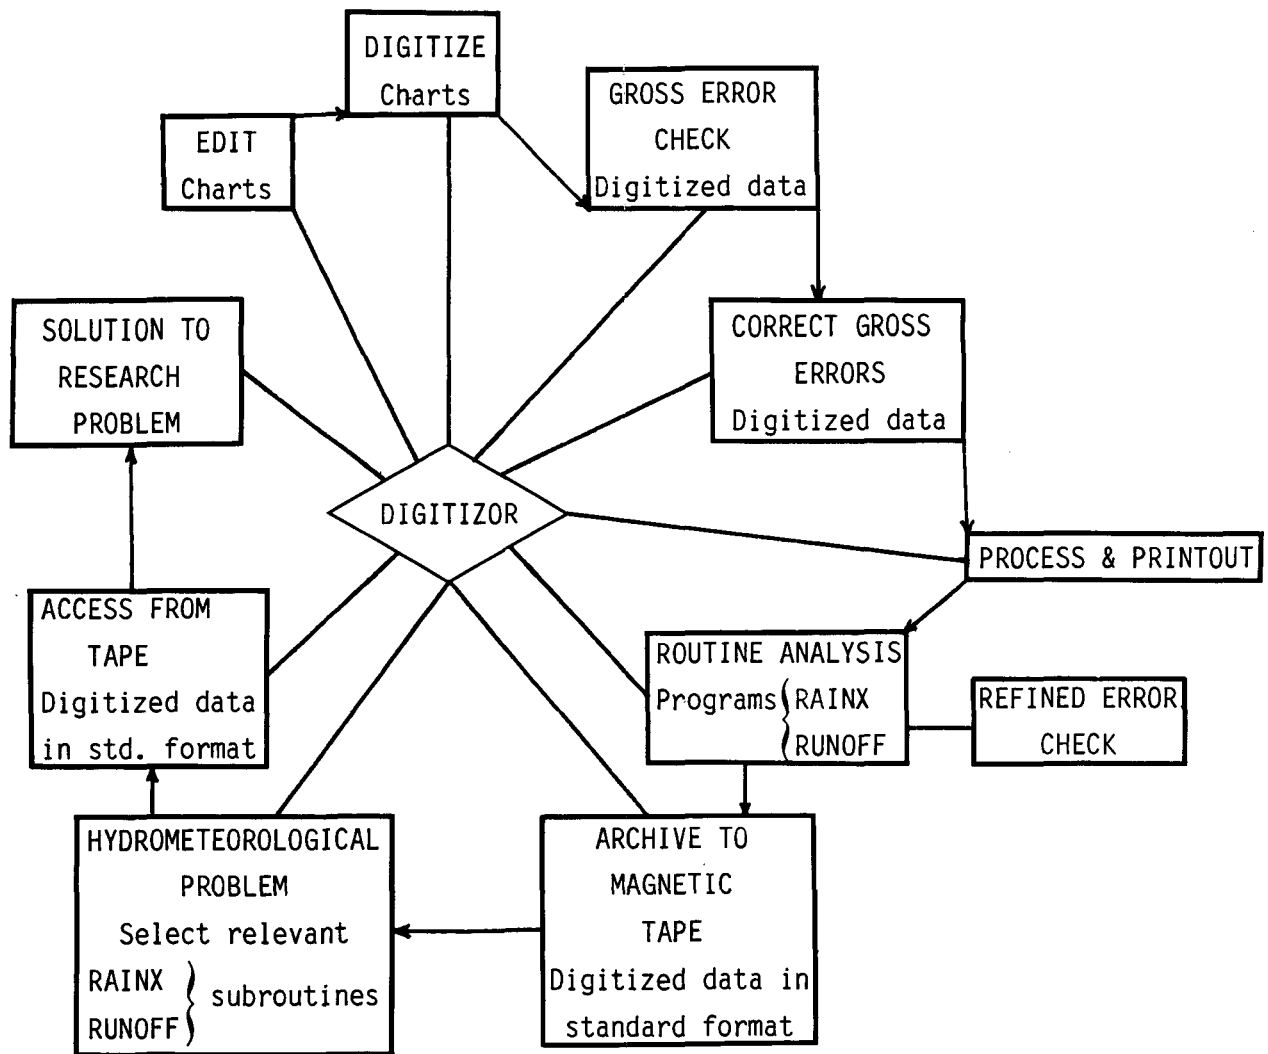 DIGITIZE
Charts
GROSS ERROR
CHECK
Digitized data
EDIT
Charts
SOLUTION TO
RESEARCH
PROBLEM
CORRECT GROSS
ERRORS
Digitized data
DIGITIZOR
PROCESS & PRINTOUT
ACCESS FROM
TAPE
Digitized data
in std. format
ROUTINE ANALYSIS
Programs { RAINX
RUNOFF
REFINED ERROR
CHECK
HYDROMETEOROLOGICAL
PROBLEM
Select relevant
RAINX
RUNOFF } subroutines
ARCHIVE TO
MAGNETIC
TAPE
Digitized data in
standard format